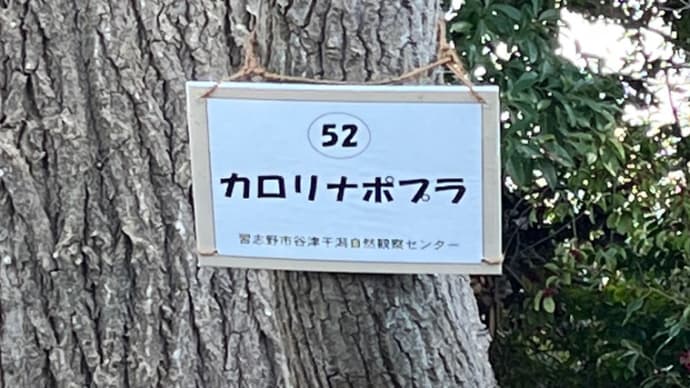 52
カロリナポプラ
習志野市谷津干潟自然観察センター